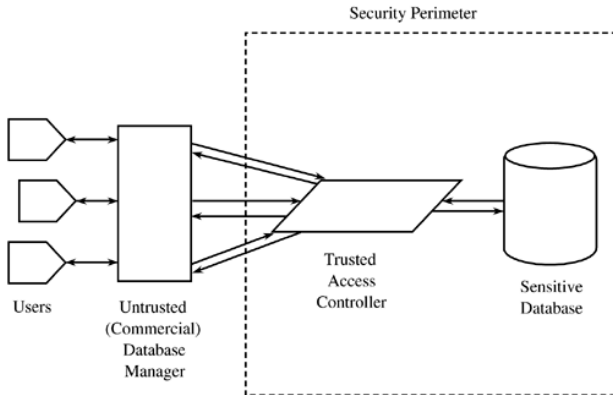 Security Perimeter
Users
Untrusted
(Commercial)
Database
Manager
Trusted
Access
Controller
Sensitive
Database